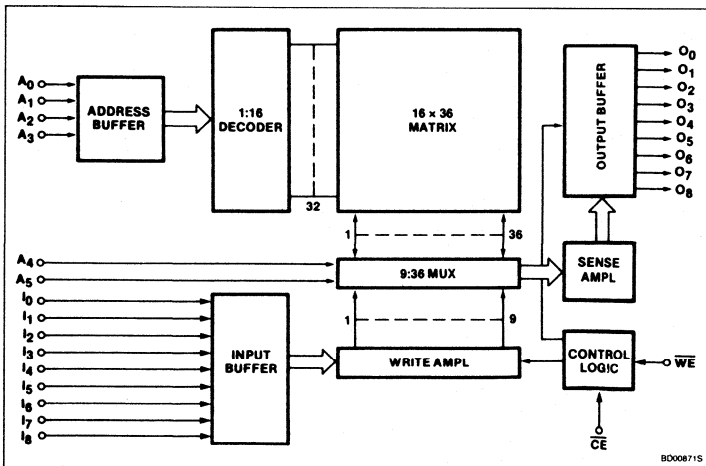 A0
A1
A2
A3
ADDRESS
BUFFER
1:16
DECODER
32
16 × 36
MATRIX
OUTPUT BUFFER
O0
O1
O2
O3
O4
O5
O6
O7
O8
1
36
A4
A5
9:36 MUX
SENSE
AMPL
I0
I1
I2
I3
I4
I5
I6
I7
I8
INPUT
BUFFER
1
9
WRITE AMPL
CONTROL
LOGIC
WE
CE
BD00871S